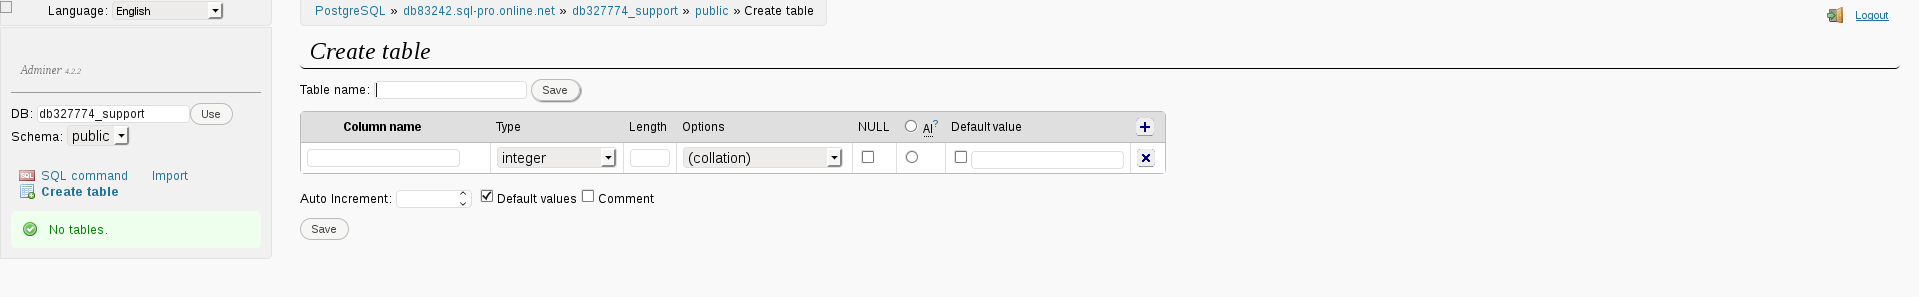 Language: English
PostgreSQL » db83242.sql-pro.online.net » db327774_support » public » Create table
Logout
Create table
Adminer 4.2.2
Table name: Save
DB: db327774_support Use
Schema: public
Column name Type Length Options NULL AI? Default value
integer (collation)
SQL SQL command Import
Create table
Auto Increment: Default values Comment
No tables.
Save